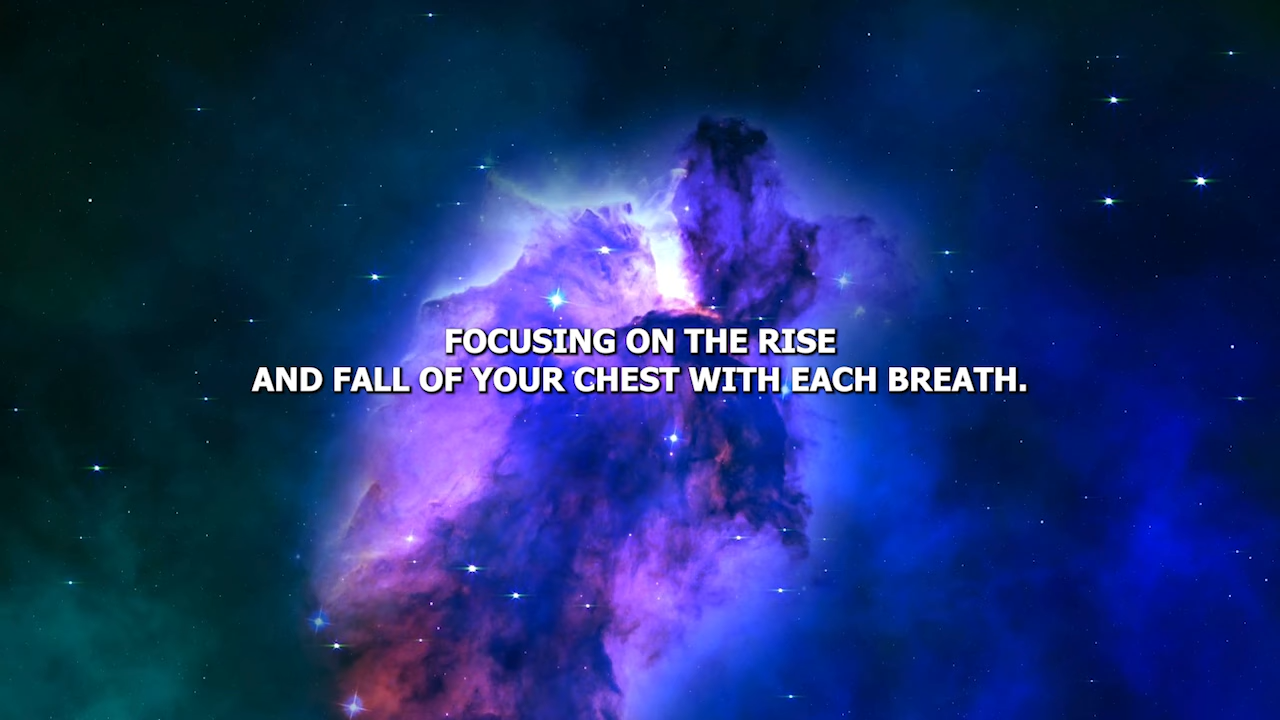 FOCUSING ON THE RISE
AND FALL OF YOUR CHEST WITH EACH BREATH.